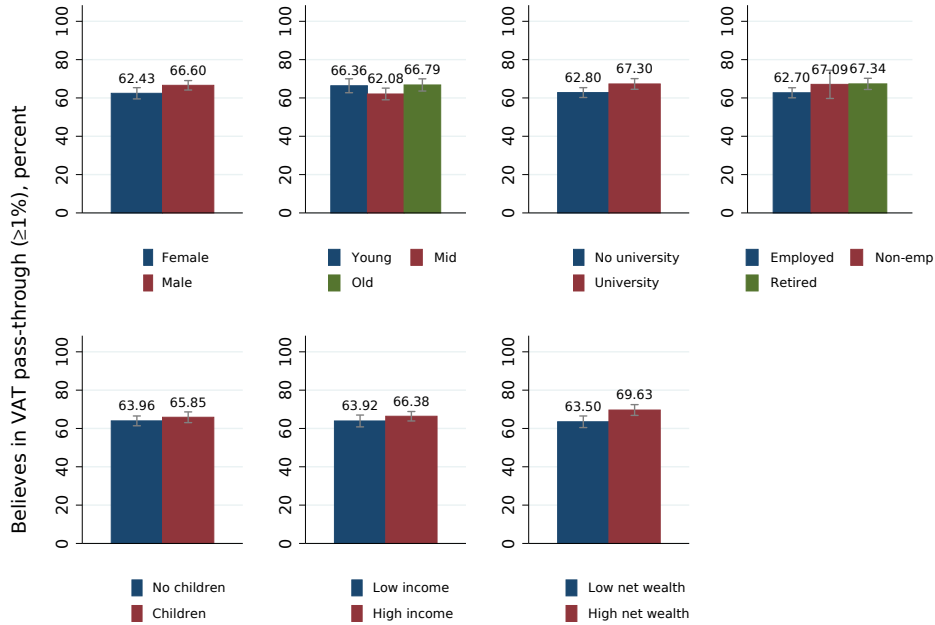 Believes in VAT pass-through (≥1%), percent
0 20 40 60 80 100
62.43 66.60
Female
Male
0 20 40 60 80 100
66.36 62.08 66.79
Young Mid
Old
0 20 40 60 80 100
62.80 67.30
No university
University
0 20 40 60 80 100
62.70 67.09 67.34
Employed Non-emp
Retired
0 20 40 60 80 100
63.96 65.85
No children
Children
0 20 40 60 80 100
63.92 66.38
Low income
High income
0 20 40 60 80 100
63.50 69.63
Low net wealth
High net wealth